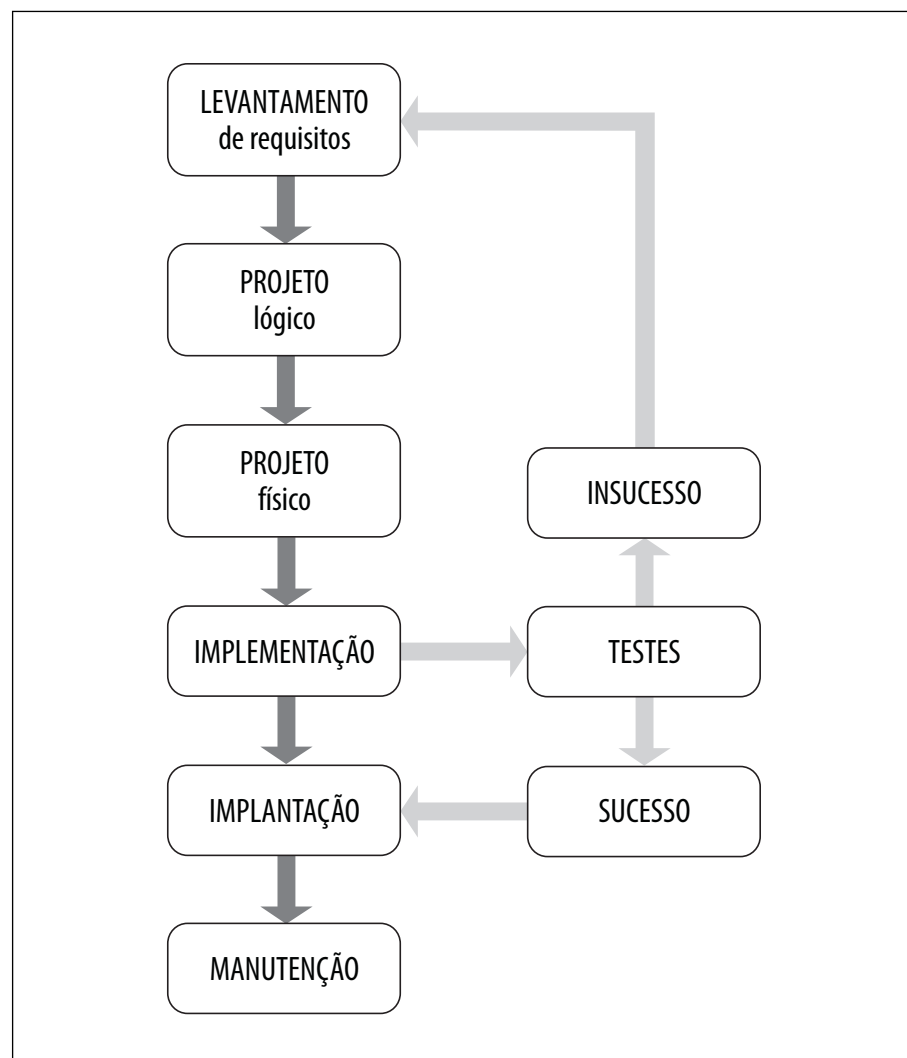 LEVANTAMENTO
de requisitos
PROJETO
lógico
PROJETO
físico
INSUCESSO
IMPLEMENTAÇÃO
TESTES
IMPLANTAÇÃO
SUCESSO
MANUTENÇÃO